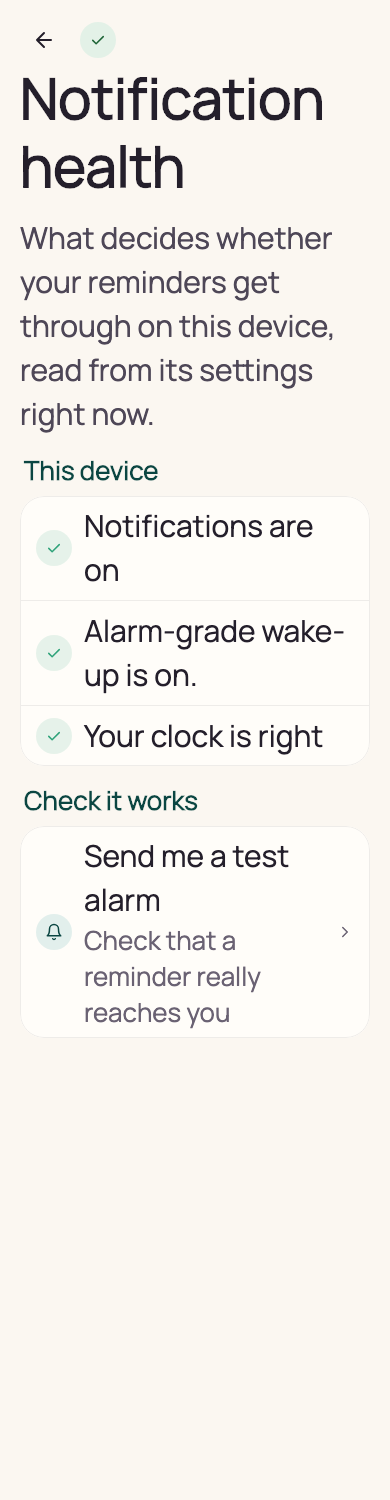 Notification
health
What decides whether
your reminders get
through on this device,
read from its settings
right now.
This device
Notifications are
on
Alarm-grade wake-
up is on.
Your clock is right
Check it works
Send me a test
alarm
Check that a
reminder really
reaches you